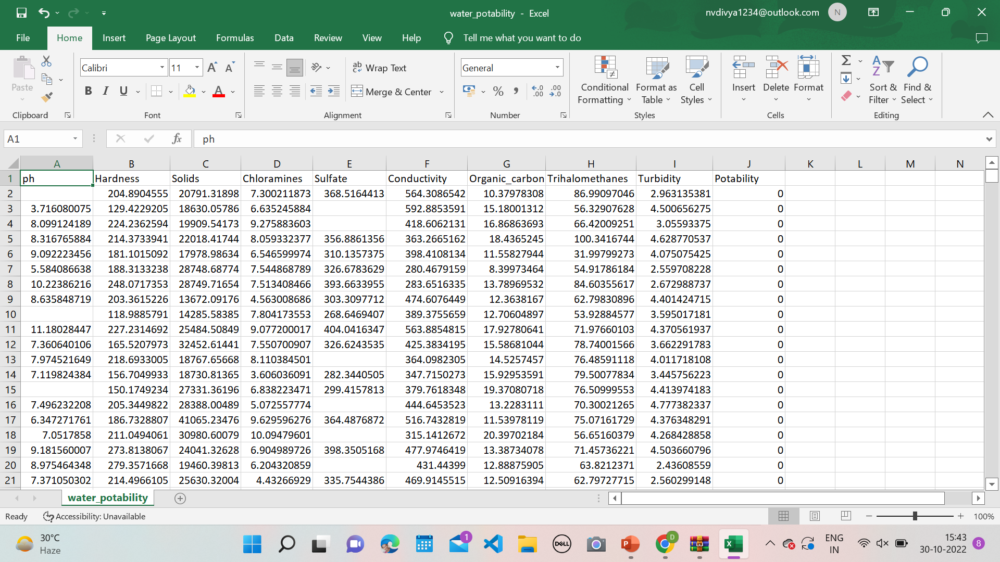 water_potability - Excel
nvdivya1234@outlook.com N
File Home Insert Page Layout Formulas Data Review View Help Tell me what you want to do
Paste
Clipboard
Calibri 11
B I U
Font
Wrap Text
Merge & Center
Alignment
General
% ,
Number
Conditional Formatting
Format as Table
Cell Styles
Styles
Insert
Delete
Format
Cells
Sort & Filter
Find & Select
Editing
A1 fx ph
A B C D E F G H I J K L M N
1 ph Hardness Solids Chloramines Sulfate Conductivity Organic_carbon Trihalomethanes Turbidity Potability
2 204.8904555 20791.31898 7.300211873 368.5164413 564.3086542 10.37978308 86.99097046 2.963135381 0
3 3.716080075 129.4229205 18630.05786 6.635245884 592.8853591 15.18001312 56.32907628 4.500656275 0
4 8.099124189 224.2362594 19909.54173 9.275883603 418.6062131 16.86863693 66.42009251 3.05593375 0
5 8.316765884 214.3733941 22018.41744 8.059332377 356.8861356 363.2665162 18.4365245 100.3416744 4.628770537 0
6 9.092223456 181.1015092 17978.98634 6.546599974 310.1357375 398.4108134 11.55827944 31.99799273 4.075075425 0
7 5.584086638 188.3133238 28748.68774 7.544868789 326.6783629 280.4679159 8.39973464 54.91786184 2.559708228 0
8 10.22386216 248.0717353 28749.71654 7.513408466 393.6633955 283.6516335 13.78969532 84.60355617 2.672988737 0
9 8.635848719 203.3615226 13672.09176 4.563008686 303.3097712 474.6076449 12.3638167 62.79830896 4.401424715 0
10 118.9885791 14285.58385 7.804173553 268.6469407 389.3755659 12.70604897 53.92884577 3.595017181 0
11 11.18028447 227.2314692 25484.50849 9.077200017 404.0416347 563.8854815 17.92780641 71.97660103 4.370561937 0
12 7.360640106 165.5207973 32452.61441 7.550700907 326.6243535 425.3834195 15.58681044 78.74001566 3.662291783 0
13 7.974521649 218.6933005 18767.65668 8.110384501 364.0982305 14.5257457 76.48591118 4.011718108 0
14 7.119824384 156.7049933 18730.81365 3.606036091 282.3440505 347.7150273 15.92953591 79.50077834 3.445756223 0
15 150.1749234 27331.36196 6.838223471 299.4157813 379.7618348 19.37080718 76.50999553 4.413974183 0
16 7.496232208 205.3449822 28388.00489 5.072557774 444.6453523 13.2283111 70.30021265 4.777382337 0
17 6.347271761 186.7328807 41065.23476 9.629596276 364.4876872 516.7432819 11.53978119 75.07161729 4.376348291 0
18 7.0517858 211.0494061 30980.60079 10.09479601 315.1412672 20.39702184 56.65160379 4.268428858 0
19 9.181560007 273.8138067 24041.32628 6.904989726 398.3505168 477.9746419 13.38734078 71.45736221 4.503660796 0
20 8.975464348 279.3571668 19460.39813 6.204320859 431.44399 12.88875905 63.8212371 2.43608559 0
21 7.371050302 214.4966105 25630.32004 4.43266929 335.7544386 469.9145515 12.50916394 62.79727715 2.560299148 0
water_potability
Ready Accessibility: Unavailable 100%
30°C
Haze
1
DELL
P
D
X
ENG
IN
15:43
30-10-2022
8